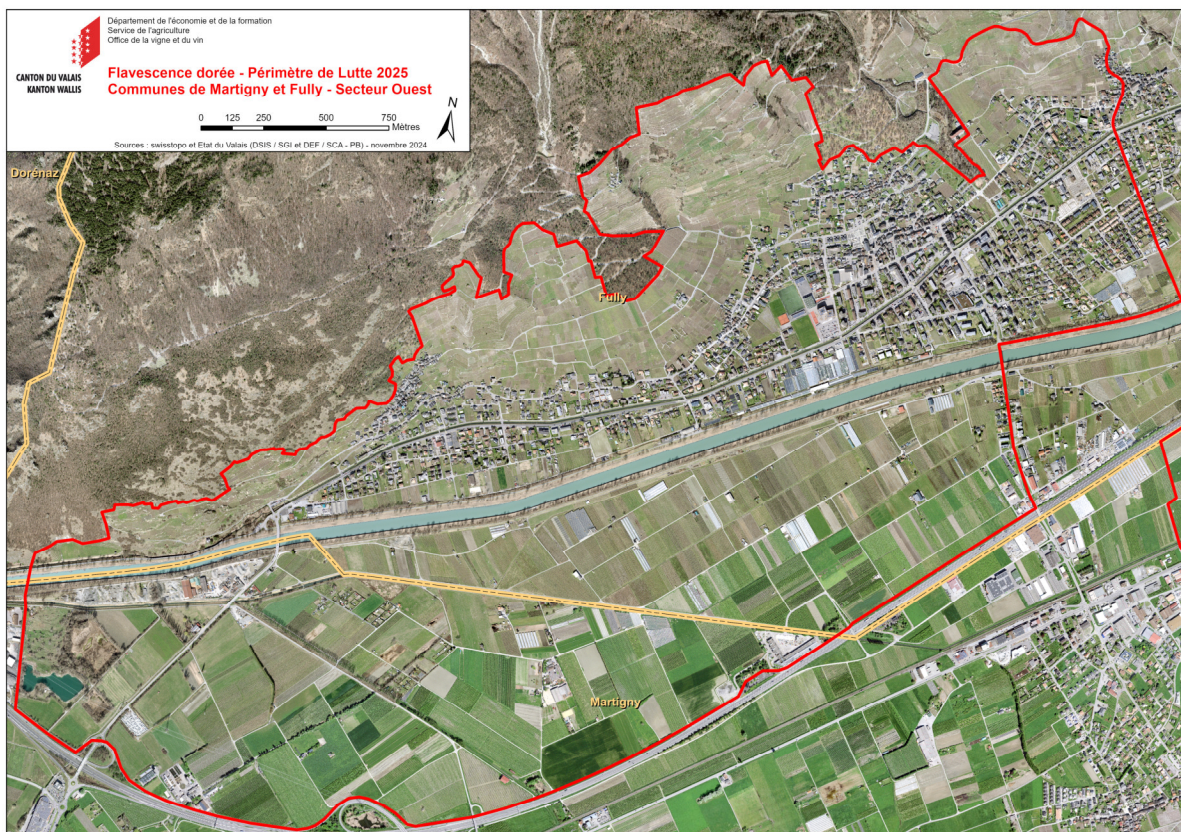 Département de l'économie et de la formation
Service de l'agriculture
Office de la vigne et du vin
CANTON DU VALAIS
KANTON WALLIS
Flavescence dorée - Périmètre de Lutte 2025
Communes de Martigny et Fully - Secteur Ouest
N
0 125 250 500 750
Mètres
Sources : swisstopo et Etat du Valais (DSIS / SGI et DEF / SCA - PB) - novembre 2024
Dorénaz
Fully
Martigny